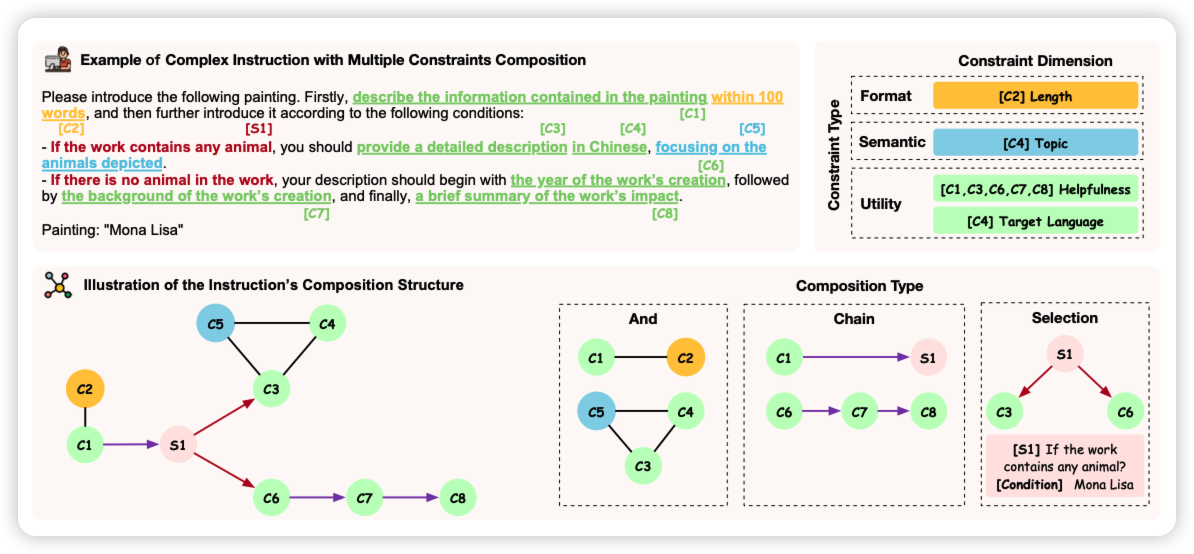 Example of Complex Instruction with Multiple Constraints Composition
Please introduce the following painting. Firstly, describe the information contained in the painting within 100
words, and then further introduce it according to the following conditions:
[C1]
[C2]
[S1]
[C3]
[C4]
[C5]
- If the work contains any animal, you should provide a detailed description in Chinese, focusing on the
animals depicted.
[C6]
- If there is no animal in the work, your description should begin with the year of the work's creation, followed
by the background of the work's creation, and finally, a brief summary of the work's impact.
[C7]
[C8]
Painting: "Mona Lisa"
Constraint Dimension
Constraint Type
Format
[C2] Length
Semantic
[C4] Topic
Utility
[C1,C3,C6,C7,C8] Helpfulness
[C4] Target Language
Illustration of the Instruction's Composition Structure
C5
C4
C2
C3
C1
S1
C6
C7
C8
Composition Type
And
C1
C2
C5
C4
C3
Chain
C1
S1
C6
C7
C8
Selection
S1
C3
C6
[S1] If the work
contains any animal?
[Condition] Mona Lisa